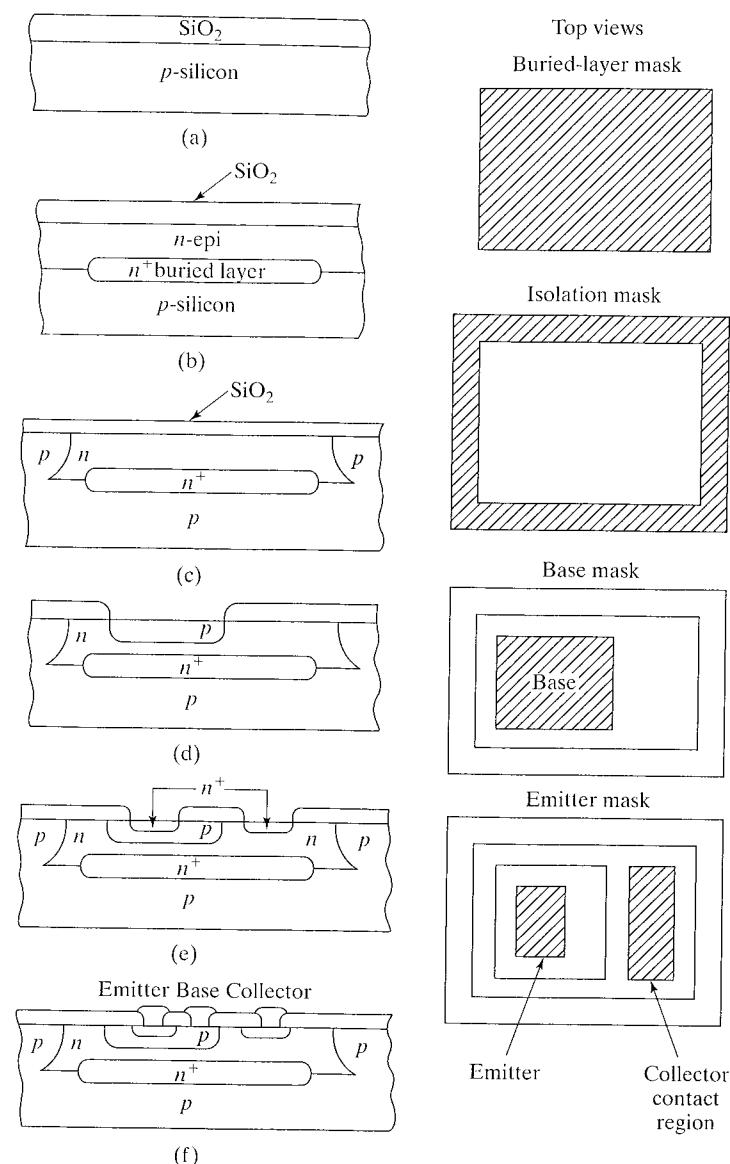 SiO₂
p-silicon
(a)
SiO₂
n-epi
n⁺ buried layer
p-silicon
(b)
SiO₂
p
n
p
n⁺
p
(c)
n
p
n⁺
p
(d)
n⁺
p
n
p
n
p
n⁺
p
(e)
Emitter Base Collector
p
n
p
p
n⁺
p
(f)
Top views
Buried-layer mask
Isolation mask
Base mask
Base
Emitter mask
Emitter
Collector
contact
region